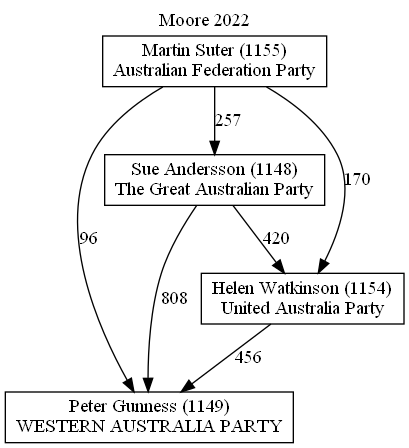 Moore 2022
Martin Suter (1155)
Australian Federation Party
257
Sue Andersson (1148)
The Great Australian Party
170
96
808
420
Helen Watkinson (1154)
United Australia Party
456
Peter Gunness (1149)
WESTERN AUSTRALIA PARTY